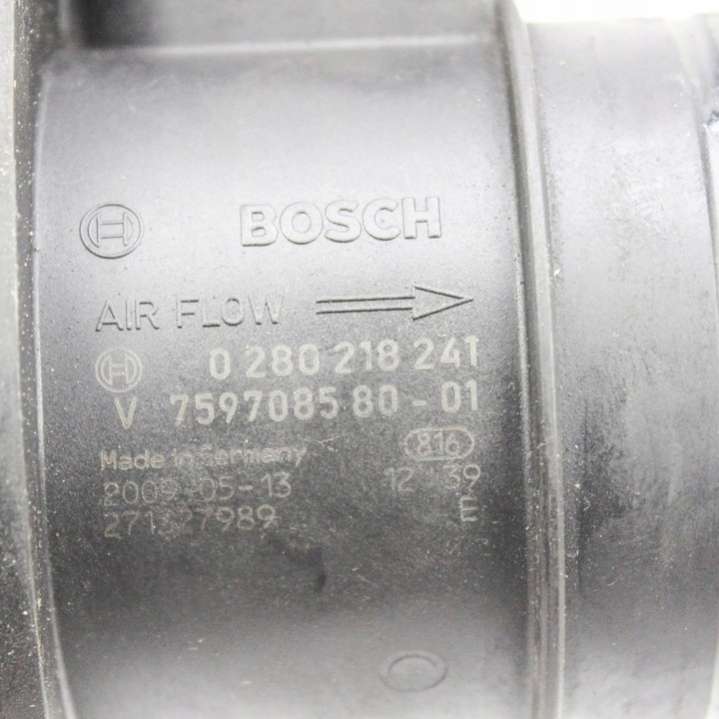 BOSCH
AIR FLOW
0 280 218 241
V 7597085 80-01
Made in Germany 816
2009-05-13 12 39
271327989 E